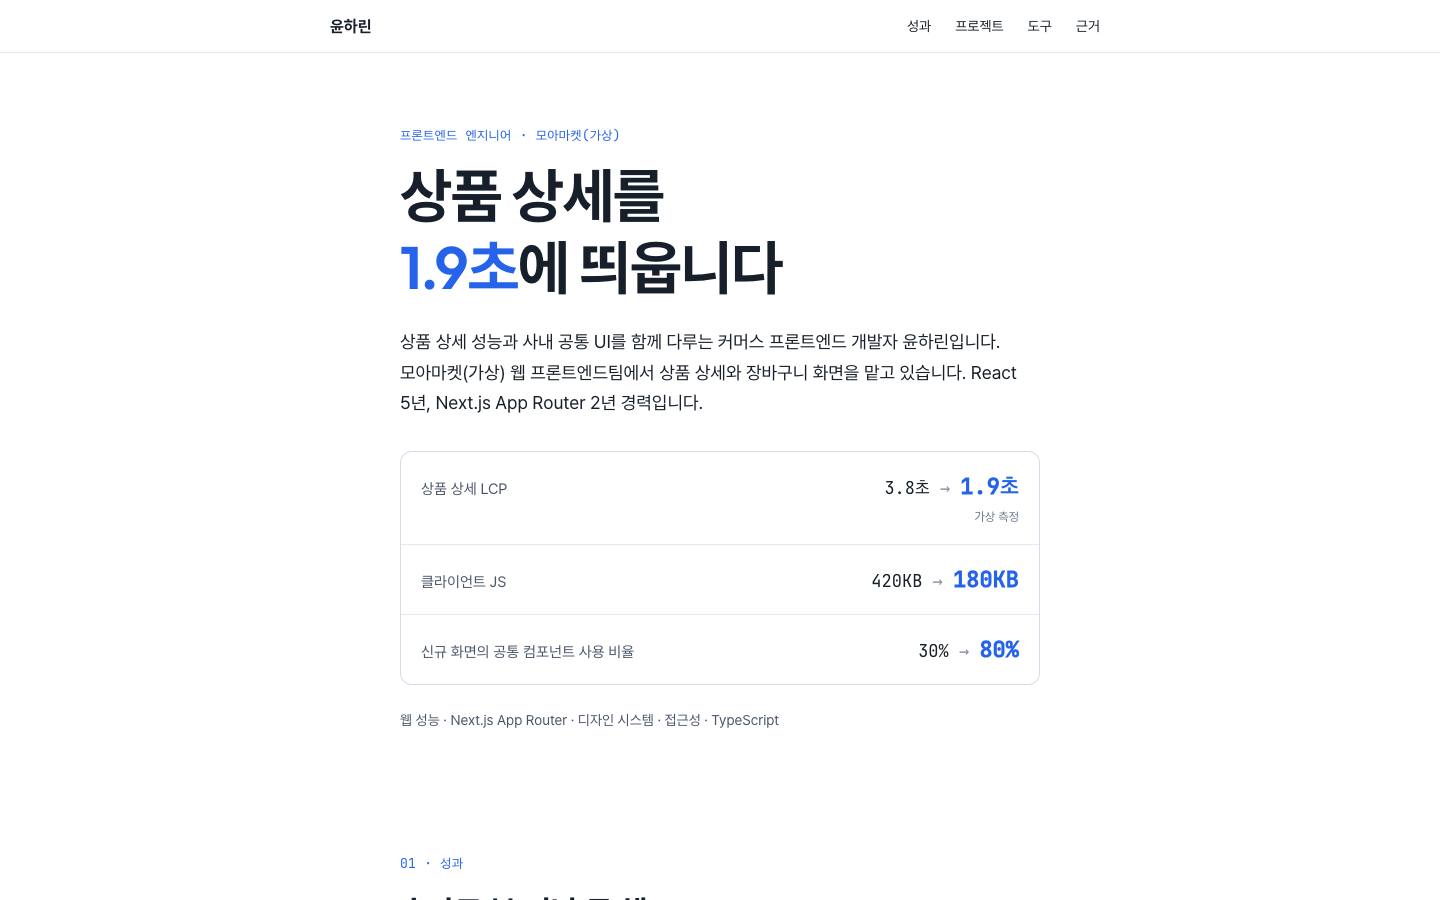 윤하린
성과 프로젝트 도구 근거
프론트엔드 엔지니어 · 모아마켓(가상)
상품 상세를
1.9초에 띄웁니다
상품 상세 성능과 사내 공통 UI를 함께 다루는 커머스 프론트엔드 개발자 윤하린입니다.
모아마켓(가상) 웹 프론트엔드팀에서 상품 상세와 장바구니 화면을 맡고 있습니다. React
5년, Next.js App Router 2년 경력입니다.
상품 상세 LCP 3.8초 → 1.9초
가상 측정
클라이언트 JS 420KB → 180KB
신규 화면의 공통 컴포넌트 사용 비율 30% → 80%
웹 성능 · Next.js App Router · 디자인 시스템 · 접근성 · TypeScript
01 · 성과